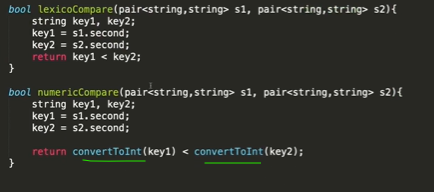 bool lexicoCompare(pair<string,string> s1, pair<string,string> s2){
string key1, key2;
key1 = s1.second;
key2 = s2.second;
return key1 < key2;
}
bool numericCompare(pair<string,string> s1, pair<string,string> s2){
string key1, key2;
key1 = s1.second;
key2 = s2.second;
return convertToInt(key1) < convertToInt(key2);
}